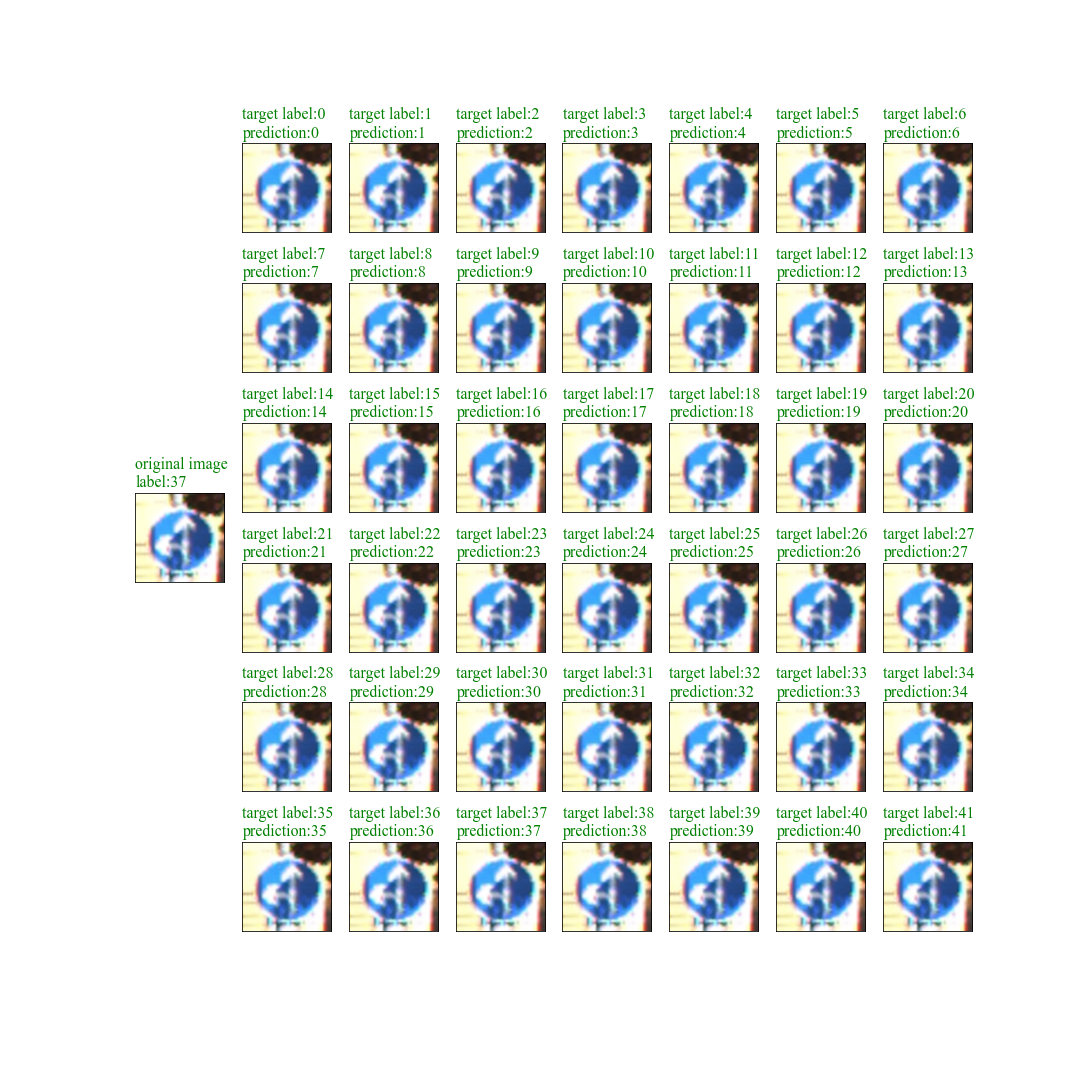 target label:0 target label:1 target label:2 target label:3 target label:4 target label:5 target label:6
prediction:0 prediction:1 prediction:2 prediction:3 prediction:4 prediction:5 prediction:6
target label:7 target label:8 target label:9 target label:10 target label:11 target label:12 target label:13
prediction:7 prediction:8 prediction:9 prediction:10 prediction:11 prediction:12 prediction:13
target label:14 target label:15 target label:16 target label:17 target label:18 target label:19 target label:20
prediction:14 prediction:15 prediction:16 prediction:17 prediction:18 prediction:19 prediction:20
original image
label:37
target label:21 target label:22 target label:23 target label:24 target label:25 target label:26 target label:27
prediction:21 prediction:22 prediction:23 prediction:24 prediction:25 prediction:26 prediction:27
target label:28 target label:29 target label:30 target label:31 target label:32 target label:33 target label:34
prediction:28 prediction:29 prediction:30 prediction:31 prediction:32 prediction:33 prediction:34
target label:35 target label:36 target label:37 target label:38 target label:39 target label:40 target label:41
prediction:35 prediction:36 prediction:37 prediction:38 prediction:39 prediction:40 prediction:41